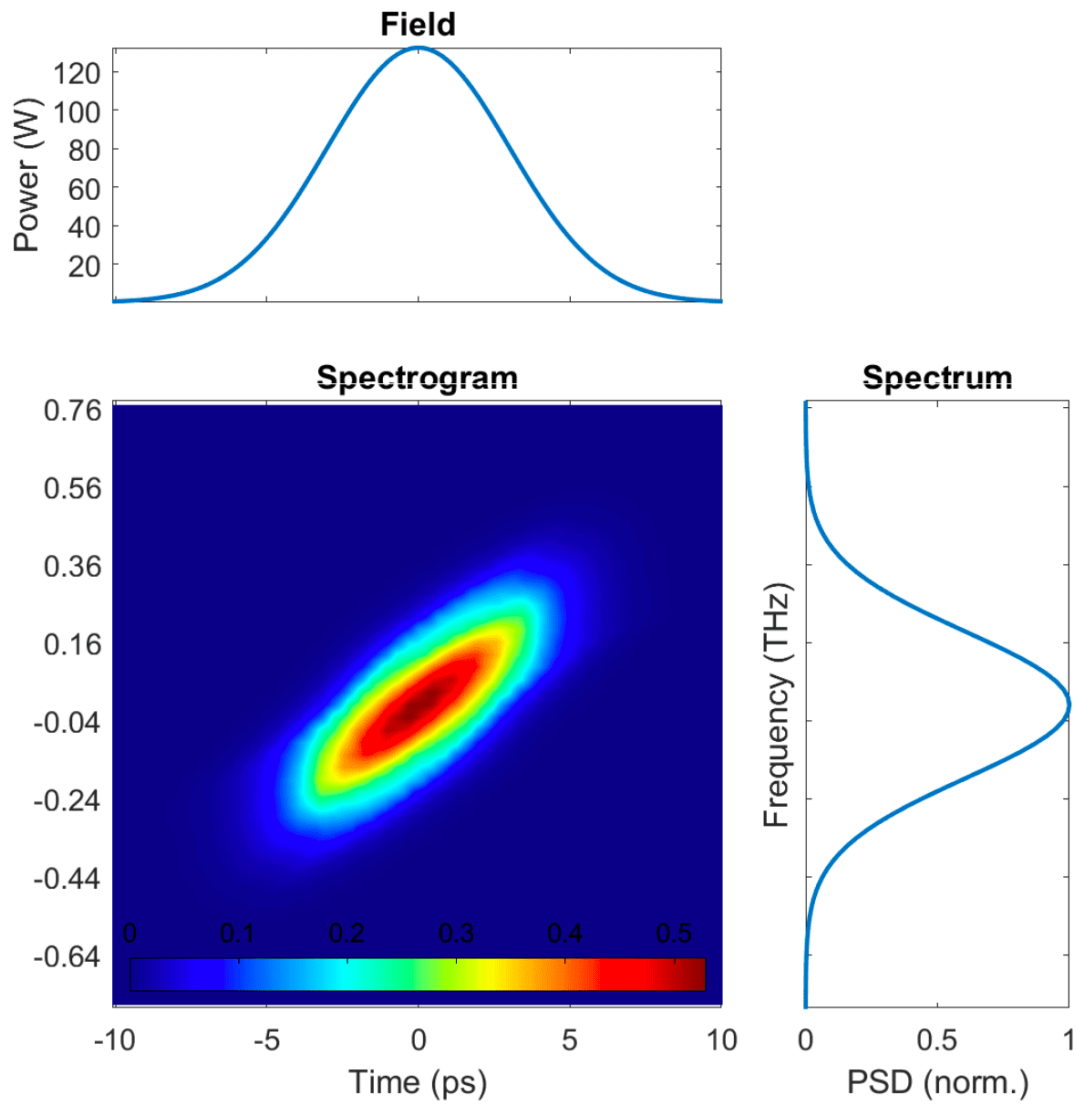 Field
Power (W)
120
100
80
60
40
20
Spectrogram
0.76
0.56
0.36
0.16
-0.04
-0.24
-0.44
-0.64
0 0.1 0.2 0.3 0.4 0.5
-10 -5 0 5 10
Time (ps)
Spectrum
Frequency (THz)
0 0.5 1
PSD (norm.)